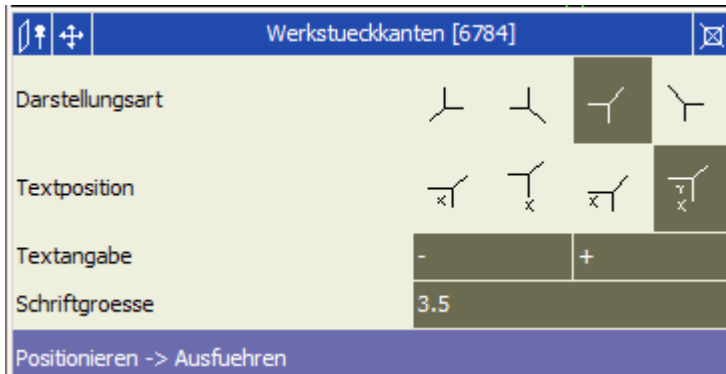 Werkstueckkanten [6784]
Darstellungsart
Textposition
X X X Y
X
Textangabe - +
Schriftgroesse 3.5
Positionieren -> Ausfuehren